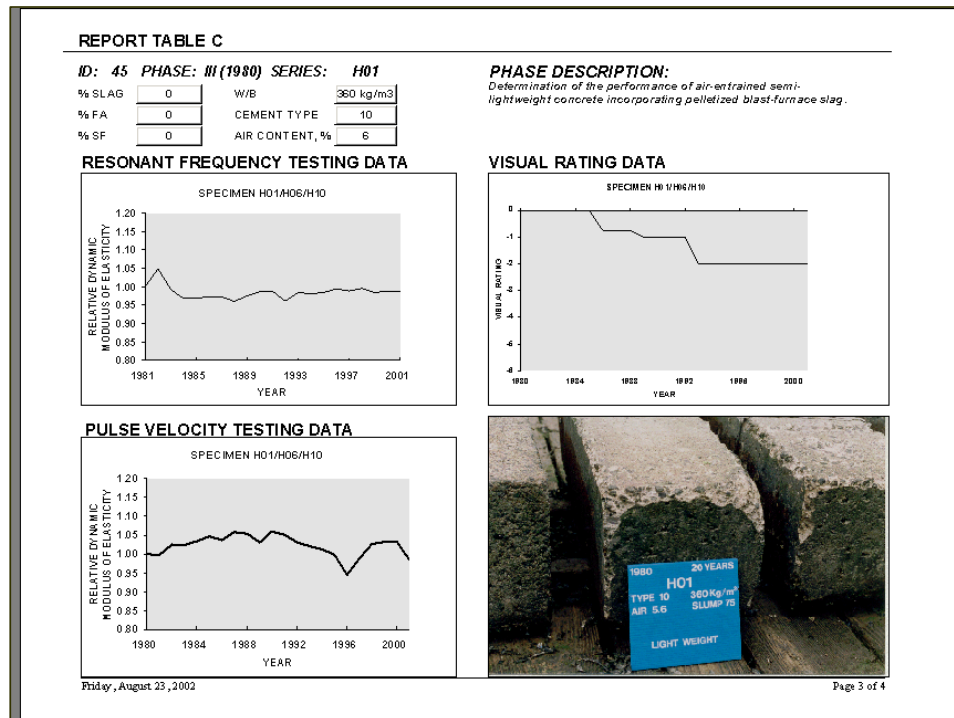 REPORT TABLE C
ID: 45 PHASE: III (1980) SERIES: H01
% SLAG 0 W/B 360 kg/m3
% FA 0 CEMENT TYPE 10
% SF 0 AIR CONTENT, % 6
PHASE DESCRIPTION:
Determination of the performance of air-entrained semi-
lightweight concrete incorporating pelletized blast-furnace slag.
RESONANT FREQUENCY TESTING DATA
SPECIMEN H01/H06/H10
RELATIVE DYNAMIC
MODULUS OF ELASTICITY
1.20
1.15
1.10
1.05
1.00
0.95
0.90
0.85
0.80
1981 1985 1989 1993 1997 2001
YEAR
VISUAL RATING DATA
SPECIMEN H01/H06/H10
VISUAL RATING
0
-1
-2
1980 1984 1988 1992 1996 2000
YEAR
PULSE VELOCITY TESTING DATA
SPECIMEN H01/H06/H10
RELATIVE DYNAMIC
MODULUS OF ELASTICITY
1.20
1.15
1.10
1.05
1.00
0.95
0.90
0.85
0.80
1980 1984 1988 1992 1996 2000
YEAR
1980 20 YEARS
H01
TYPE 10 360 Kg/m³
AIR 5.6 SLUMP 75
LIGHT WEIGHT
Friday, August 23, 2002
Page 3 of 4